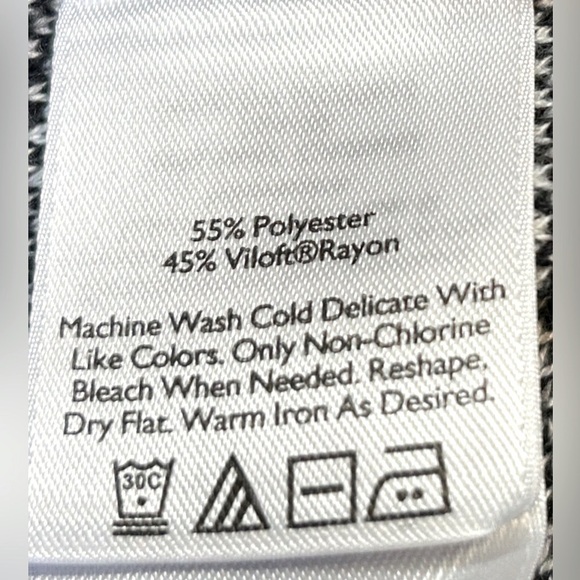 55% Polyester
45% Viloft®Rayon
Machine Wash Cold Delicate With
Like Colors. Only Non-Chlorine
Bleach When Needed. Reshape,
Dry Flat. Warm Iron As Desired.
30C